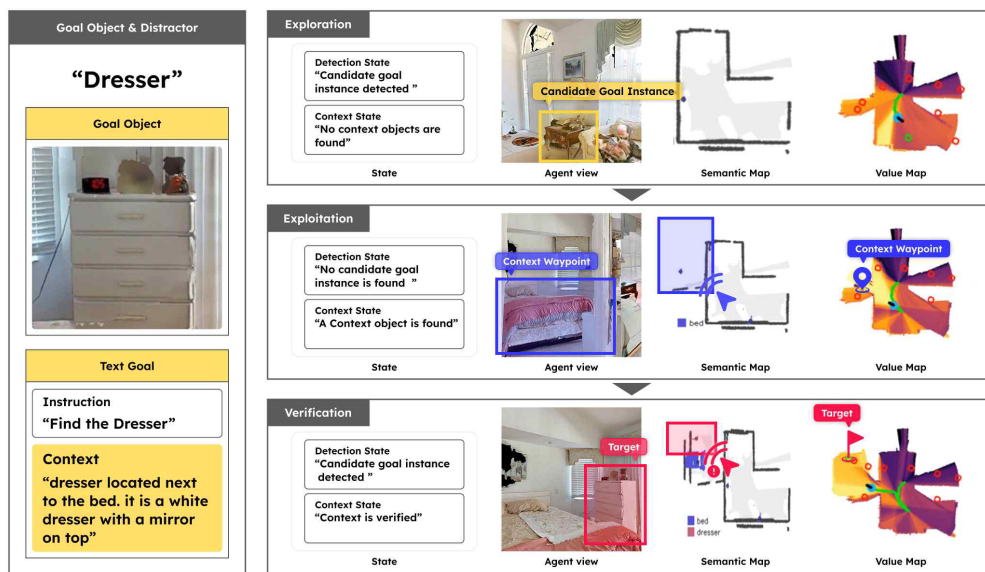 Goal Object & Distractor
“Dresser”
Goal Object
Text Goal
Instruction
“Find the Dresser”
Context
“dresser located next
to the bed. it is a white
dresser with a mirror
on top”
Exploration
Detection State
“Candidate goal
instance detected ”
Context State
“No context objects are
found”
Candidate Goal Instance
State
Agent view
Semantic Map
Value Map
Exploitation
Detection State
“No candidate goal
instance is found ”
Context State
“A Context object is found”
Context Waypoint
bed
Context Waypoint
State
Agent view
Semantic Map
Value Map
Verification
Detection State
“Candidate goal instance
detected ”
Context State
“Context is verified”
Target
bed
dresser
Target
State
Agent view
Semantic Map
Value Map